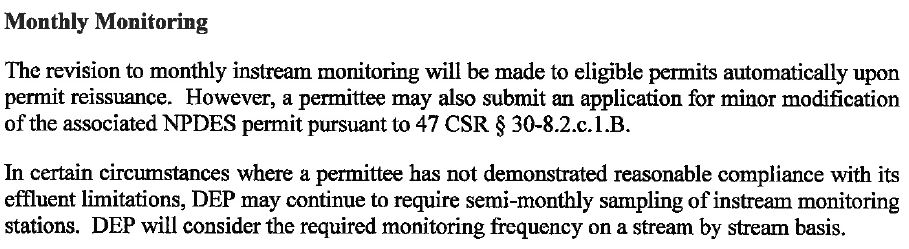 Monthly Monitoring
The revision to monthly instream monitoring will be made to eligible permits automatically upon
permit reissuance. However, a permittee may also submit an application for minor modification
of the associated NPDES permit pursuant to 47 CSR § 30-8.2.c.1.B.
In certain circumstances where a permittee has not demonstrated reasonable compliance with its
effluent limitations, DEP may continue to require semi-monthly sampling of instream monitoring
stations. DEP will consider the required monitoring frequency on a stream by stream basis.